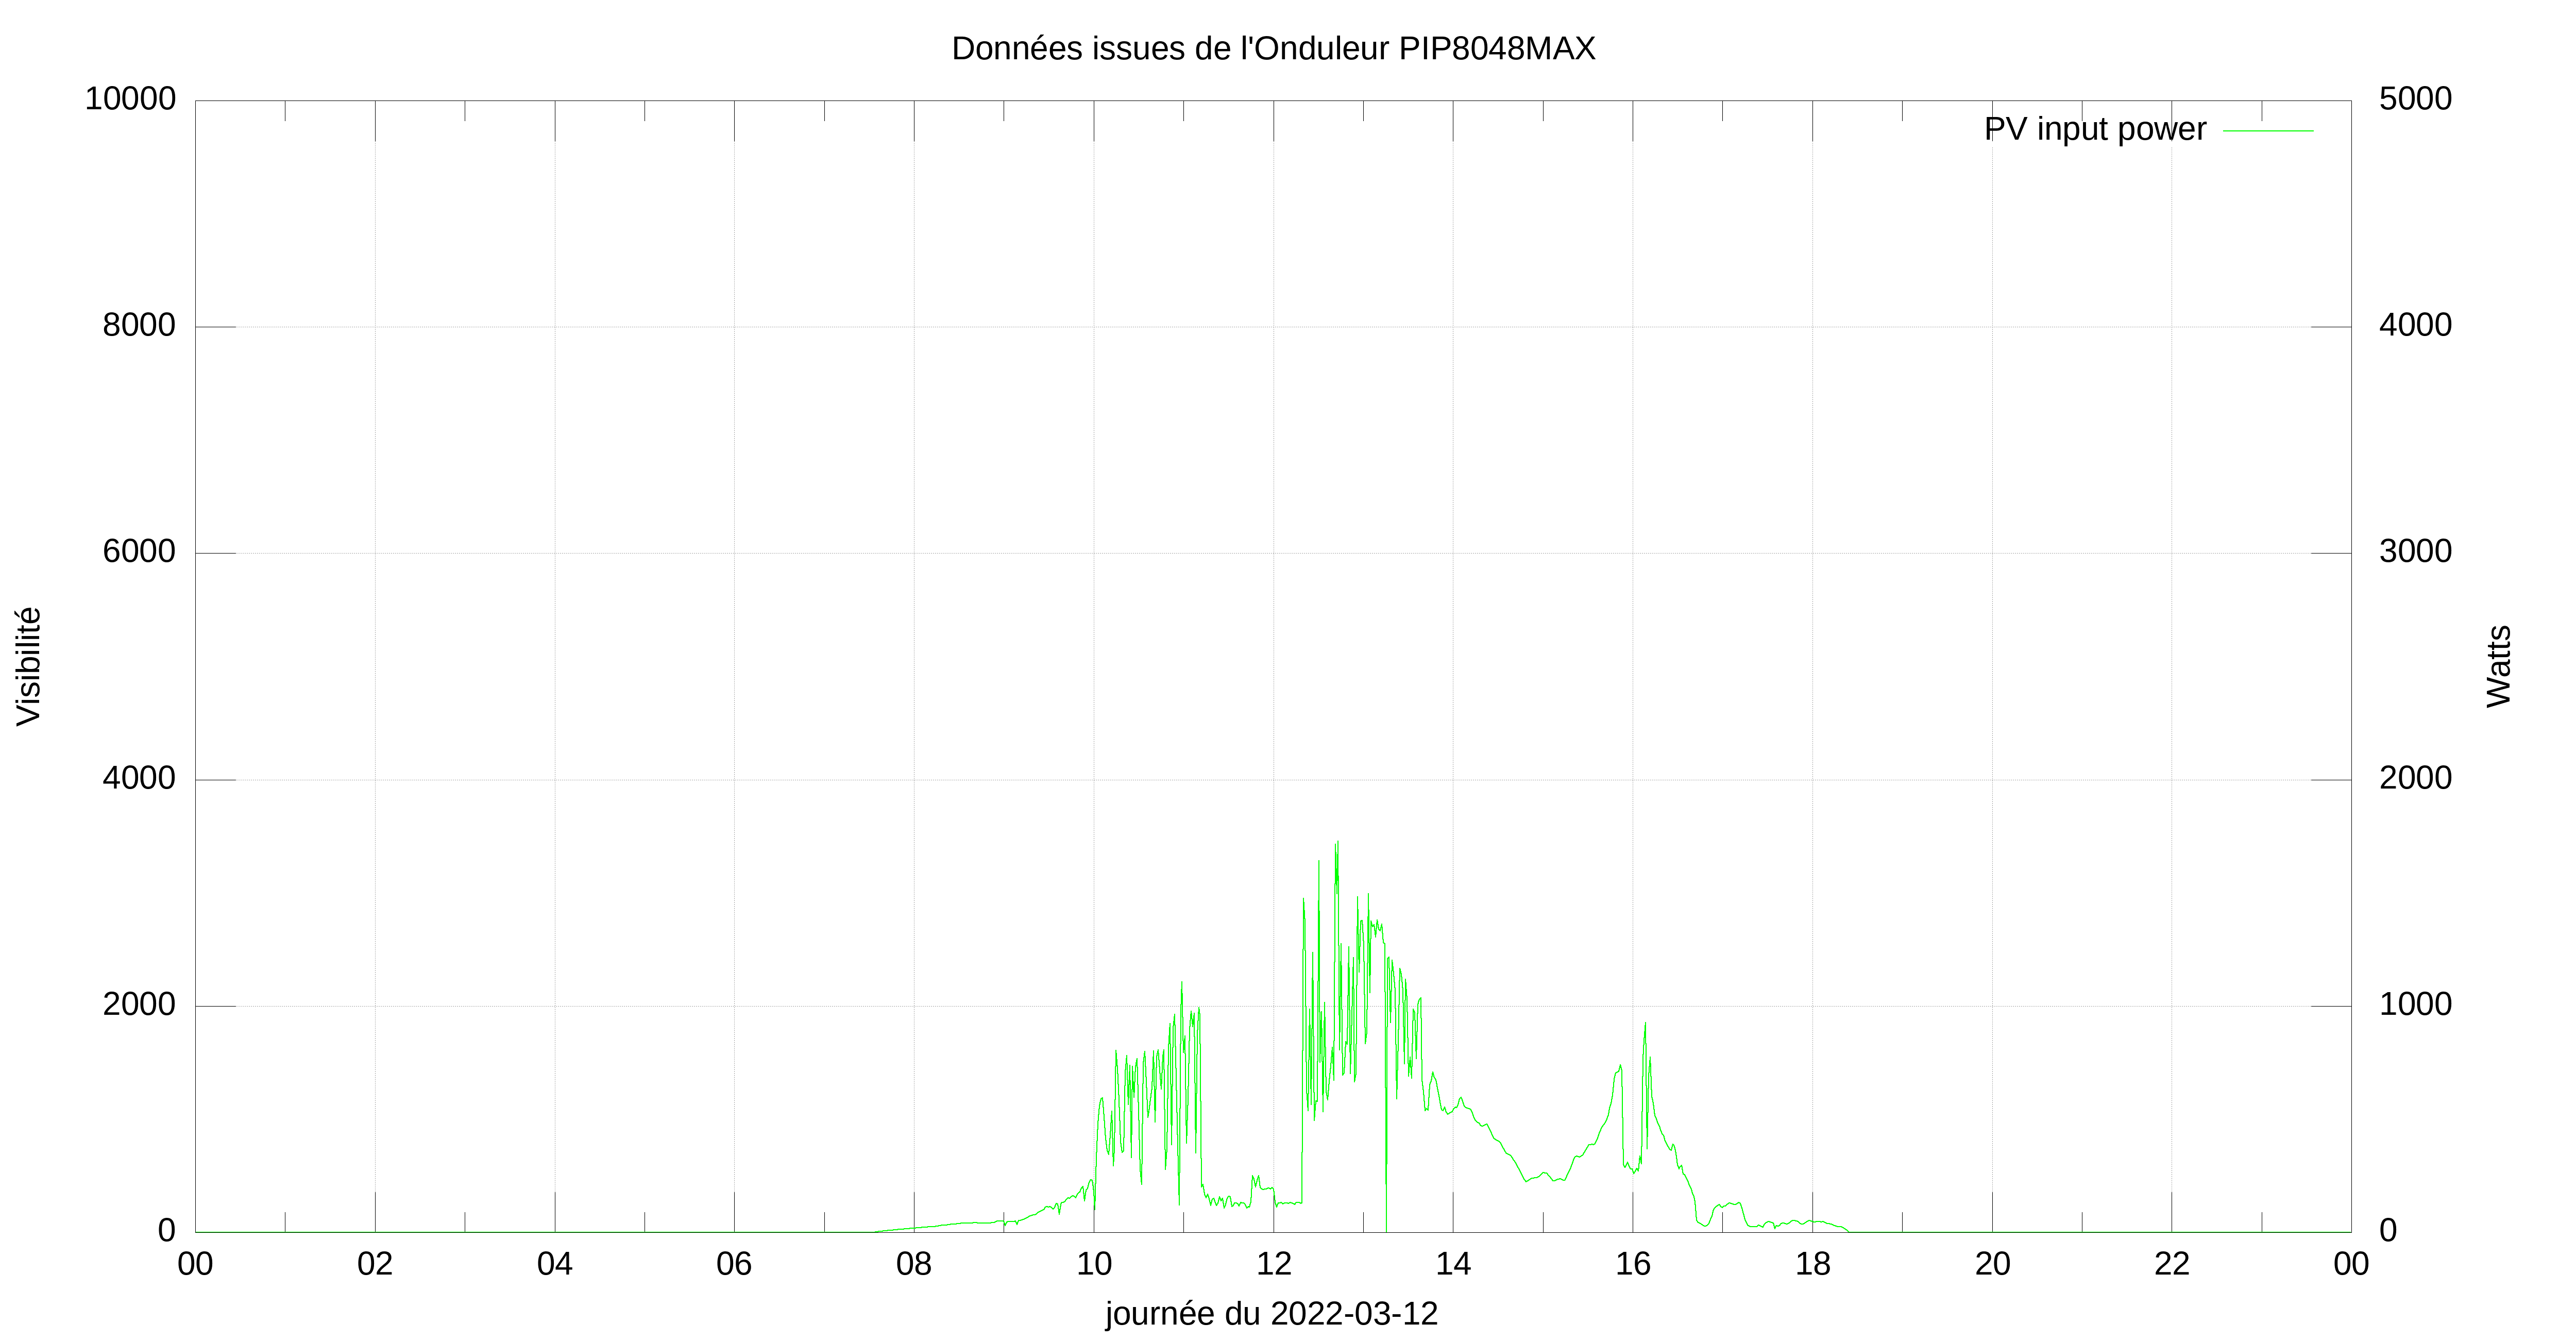 Données issues de l'Onduleur PIP8048MAX
10000 5000
PV input power
8000 4000
6000 3000
Visibilité Watts
4000 2000
2000 1000
0 0
00 02 04 06 08 10 12 14 16 18 20 22 00
journée du 2022-03-12